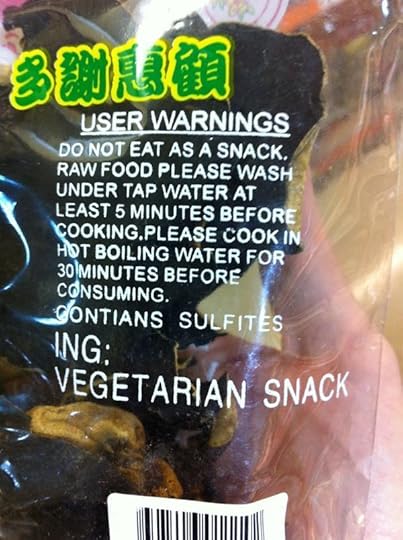 多謝惠顧
USER WARNINGS
DO NOT EAT AS A SNACK.
RAW FOOD PLEASE WASH
UNDER TAP WATER AT
LEAST 5 MINUTES BEFORE
COOKING.PLEASE COOK IN
HOT BOILING WATER FOR
30 MINUTES BEFORE
CONSUMING.
CONTIANS SULFITES
ING:
VEGETARIAN SNACK